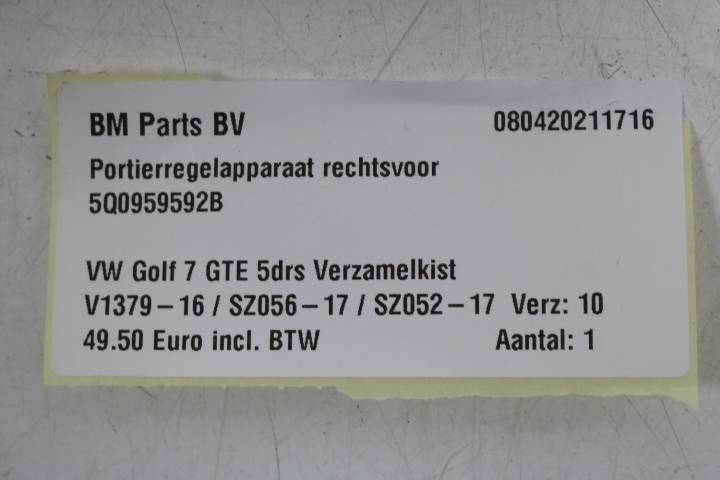 BM Parts BV 080420211716
Portierregelapparaat rechtsvoor
5Q0959592B
VW Golf 7 GTE 5drs Verzamelkist
V1379-16 / SZ056-17 / SZ052-17 Verz: 10
49.50 Euro incl. BTW Aantal: 1